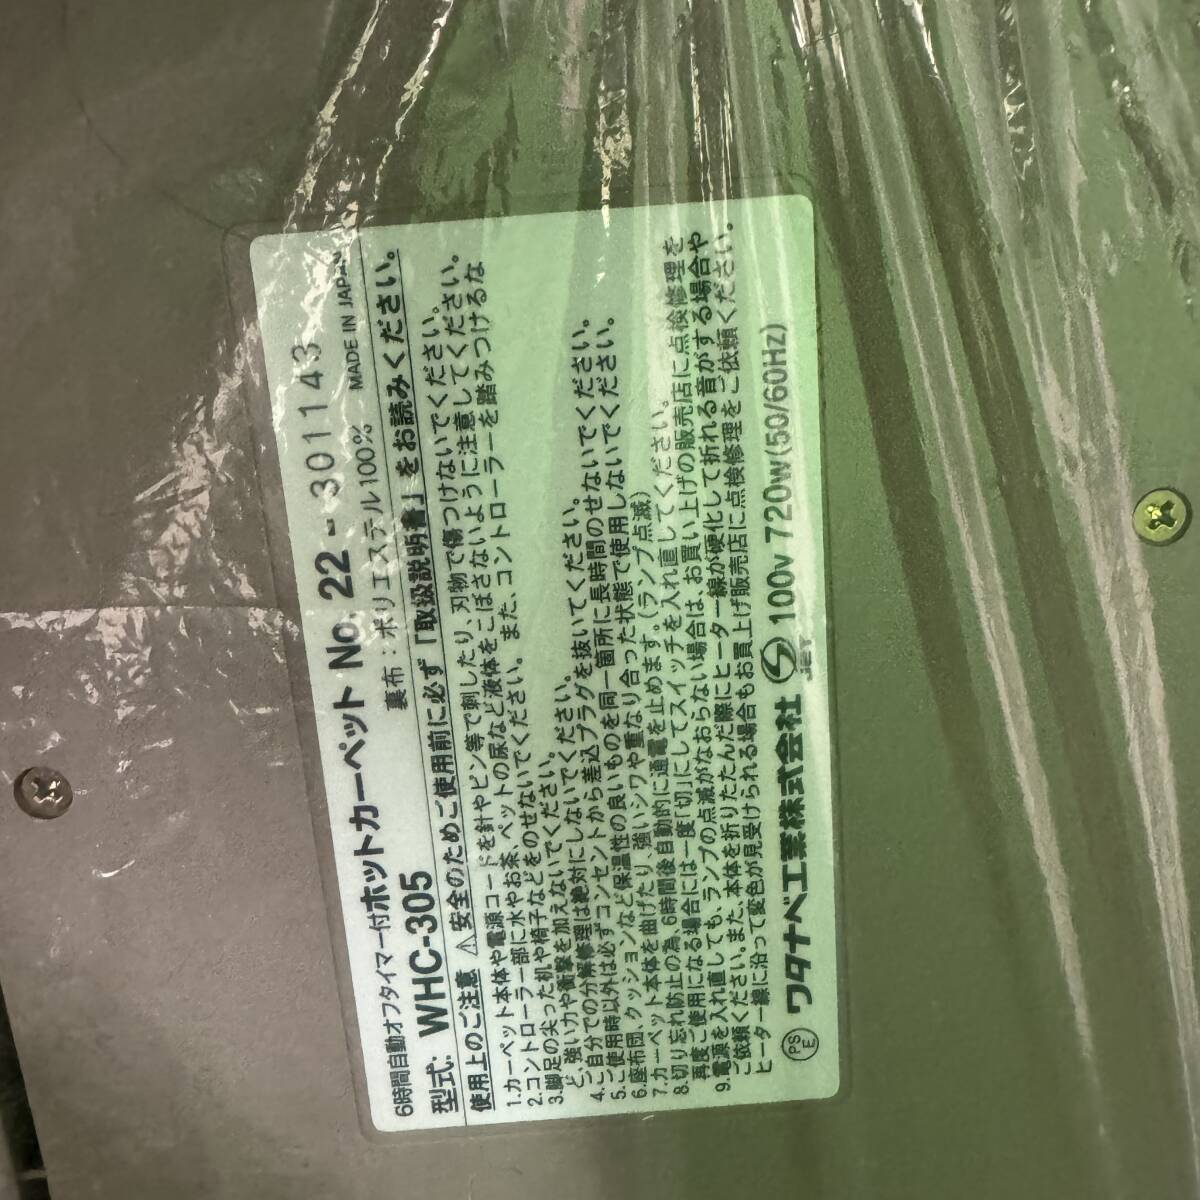 6時間自動オフタイマー付ホットカーペット No. 22-301143
型式: WHC-305 裏布：ポリエステル100% MADE IN JAPAN
使用上のご注意 ⚠安全のためご使用前に必ず「取扱説明書」をお読みください。
1.カーペット本体や電源コードを針やピン等で刺したり、刃物で傷つけないでください。
2.コントローラー部に水やお茶、ペットの尿など液体をこぼさないように注意してください。
3.脚足の尖った机や椅子などをのせないでください。また、コントローラーを踏みつけるな
ど、強い力や衝撃を加えないでください。
4.ご自分での分解修理は絶対にしないでください。
5.ご使用時以外は必ずコンセントから差込プラグを抜いてください。
6.座布団、クッションなど保温性の良いものを同一箇所に長時間のせないでください。
7.カーペット本体を曲げたり、強いシワや重なり合った状態で使用しないでください。
8.切り忘れ防止の為、6時間後自動的に通電を止めます。(ランプ点滅)
再度ご使用になる場合には一度「切」にしてスイッチを入れ直してください。
9.電源を入れ直しても、ランプの点滅がなおらない場合は、お買い上げの販売店に点検修理を
ご依頼ください。また、本体を折りたたんだ際にヒーター線が硬化して折れる音がする場合や
ヒーター線に沿って変色が見受けられる場合もお買上げ販売店に点検修理をご依頼ください。
PSE ワタナベ工業株式会社 JET 100v 720w(50/60Hz)